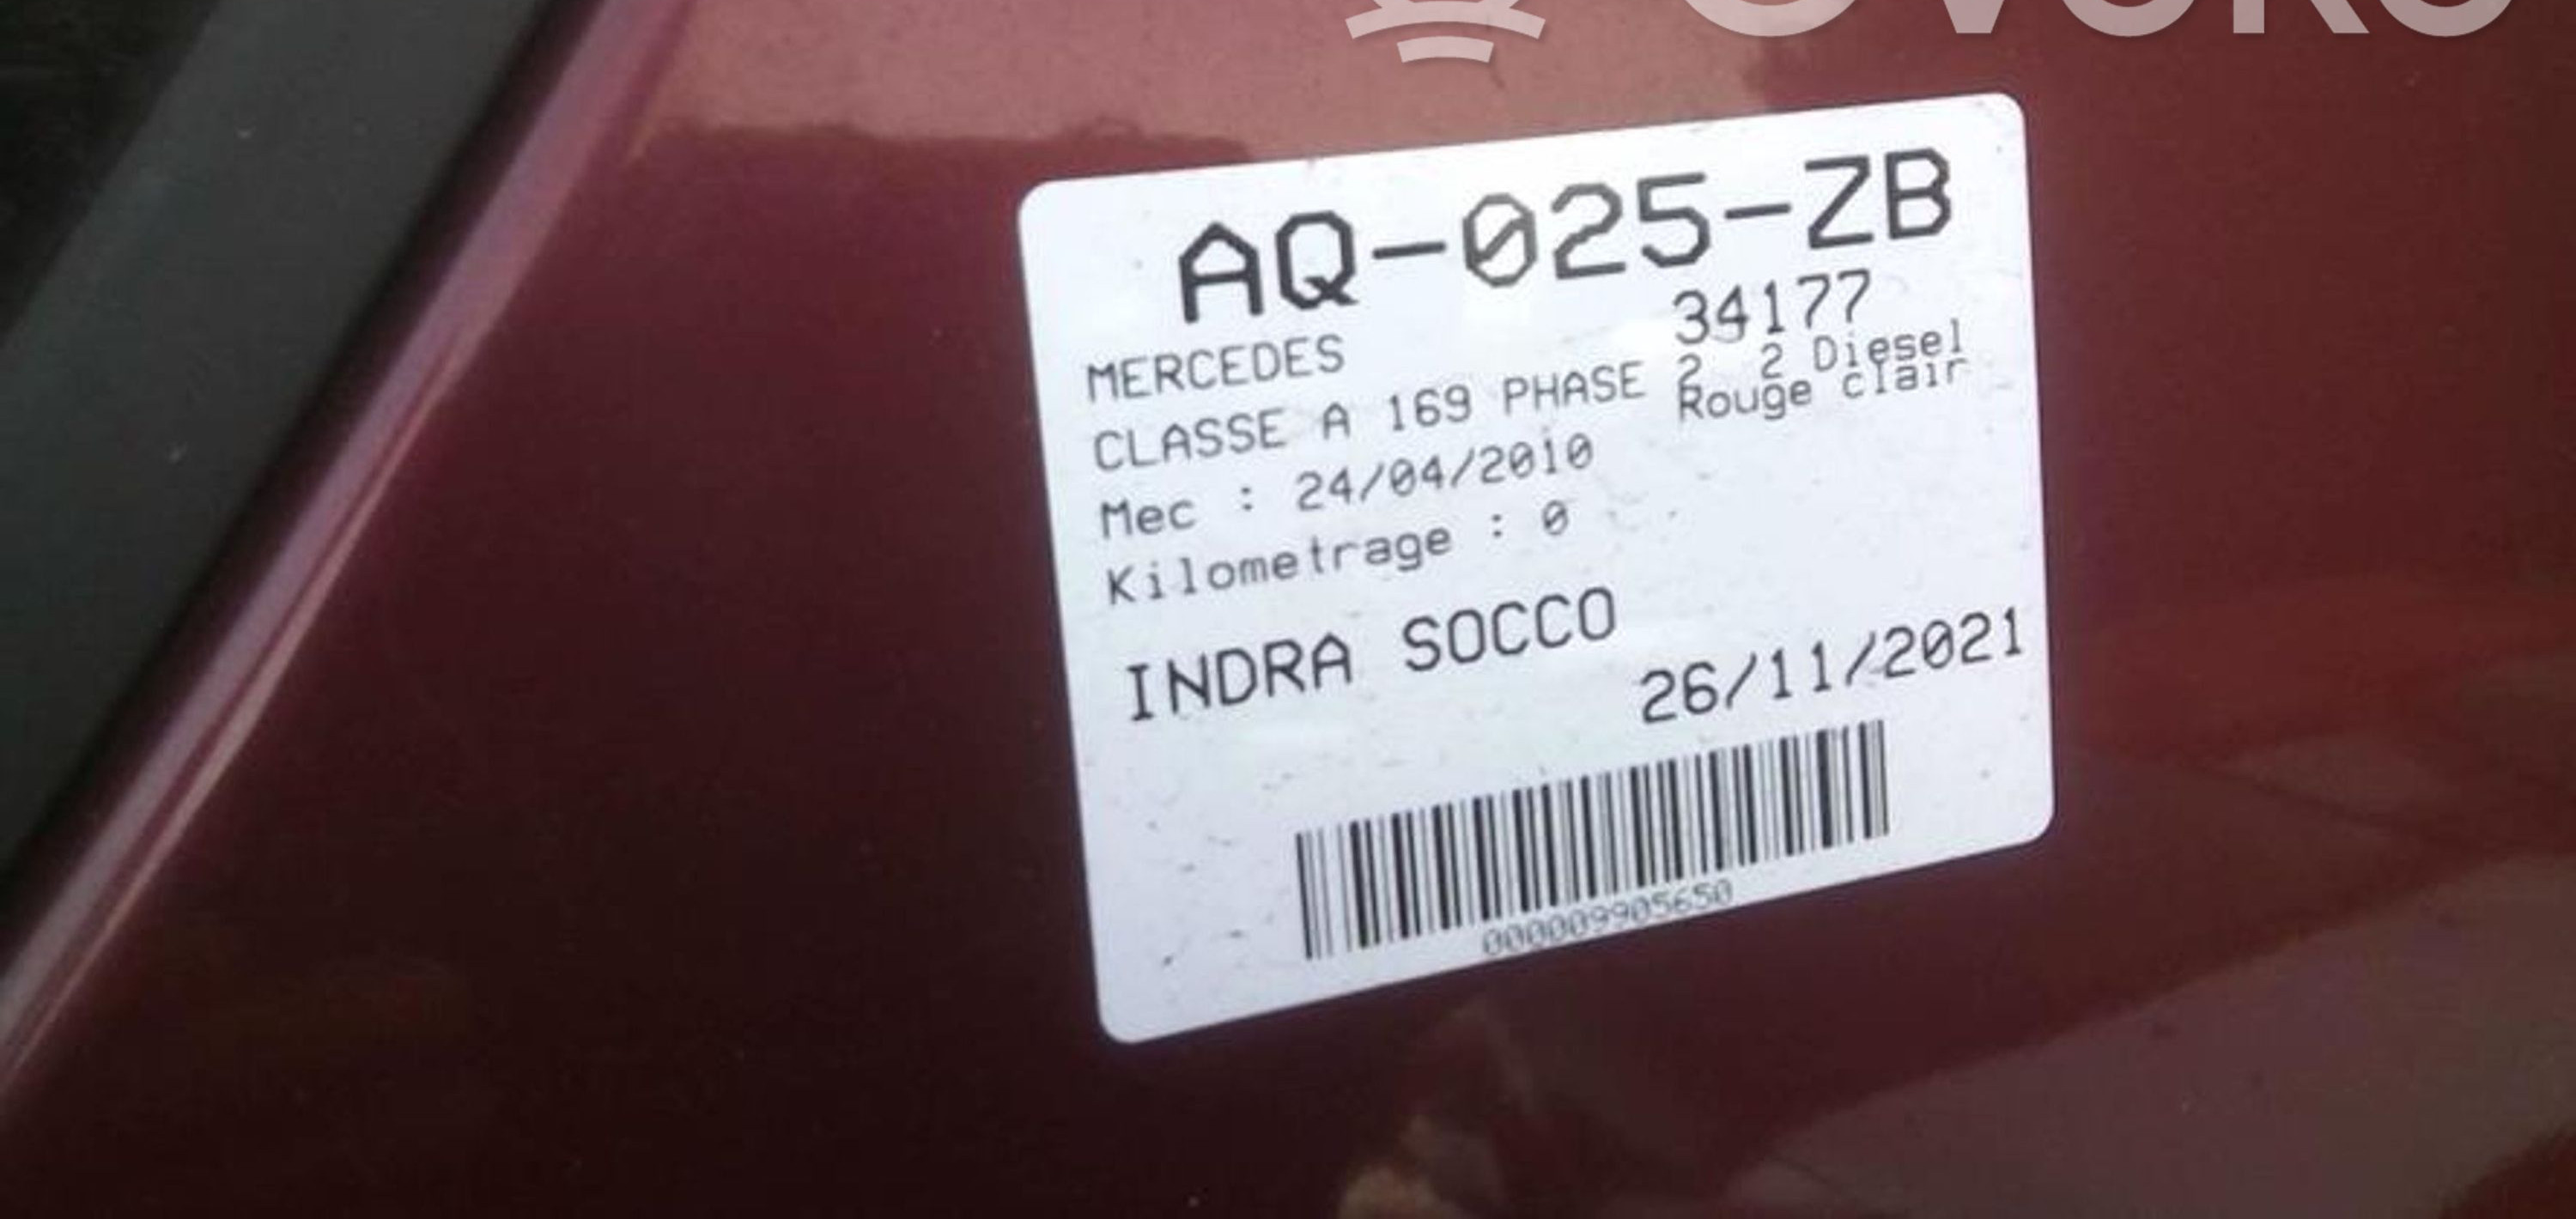 AQ-025-ZB
34177
MERCEDES
CLASSE A 169 PHASE 2 2 Diesel
Rouge clair
Mec : 24/04/2010
Kilometrage : 0
INDRA SOCCO
26/11/2021
000009905650